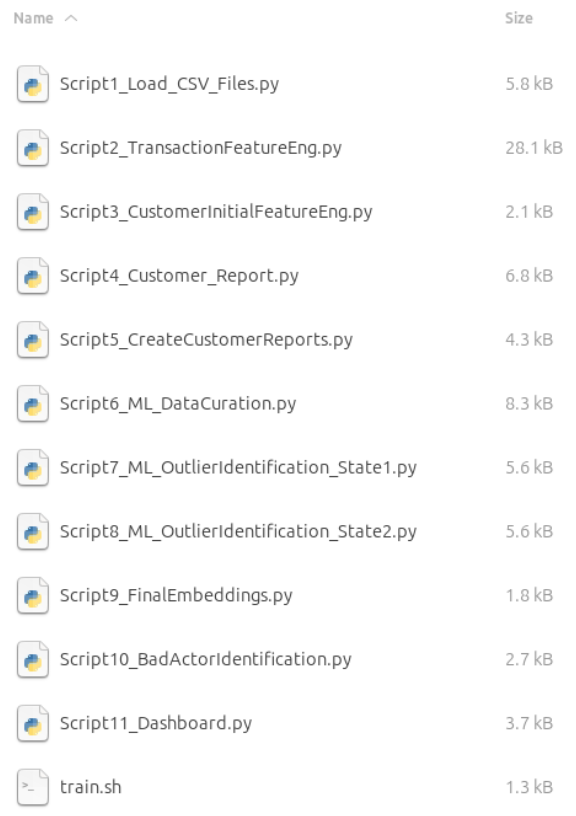 Name Size
Script1_Load_CSV_Files.py 5.8 kB
Script2_TransactionFeatureEng.py 28.1 kB
Script3_CustomerInitialFeatureEng.py 2.1 kB
Script4_Customer_Report.py 6.8 kB
Script5_CreateCustomerReports.py 4.3 kB
Script6_ML_DataCuration.py 8.3 kB
Script7_ML_OutlierIdentification_State1.py 5.6 kB
Script8_ML_OutlierIdentification_State2.py 5.6 kB
Script9_FinalEmbeddings.py 1.8 kB
Script10_BadActorIdentification.py 2.7 kB
Script11_Dashboard.py 3.7 kB
>_ train.sh 1.3 kB